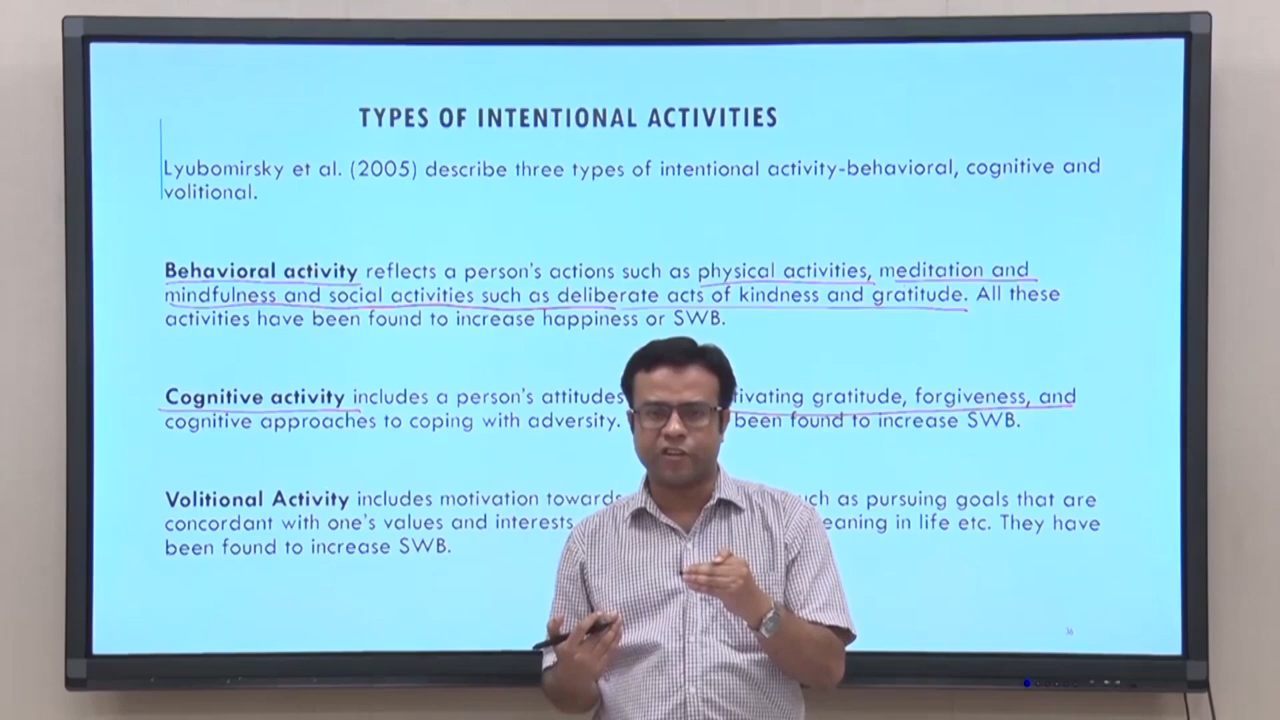 TYPES OF INTENTIONAL ACTIVITIES
Lyubomirsky et al. (2005) describe three types of intentional activity-behavioral, cognitive and
volitional.
Behavioral activity reflects a person's actions such as physical activities, meditation and
mindfulness and social activities such as deliberate acts of kindness and gratitude. All these
activities have been found to increase happiness or SWB.
Cognitive activity includes a person's attitudes tivating gratitude, forgiveness, and
cognitive approaches to coping with adversity. been found to increase SWB.
Volitional Activity includes motivation towards uch as pursuing goals that are
concordant with one's values and interests eaning in life etc. They have
been found to increase SWB.
36